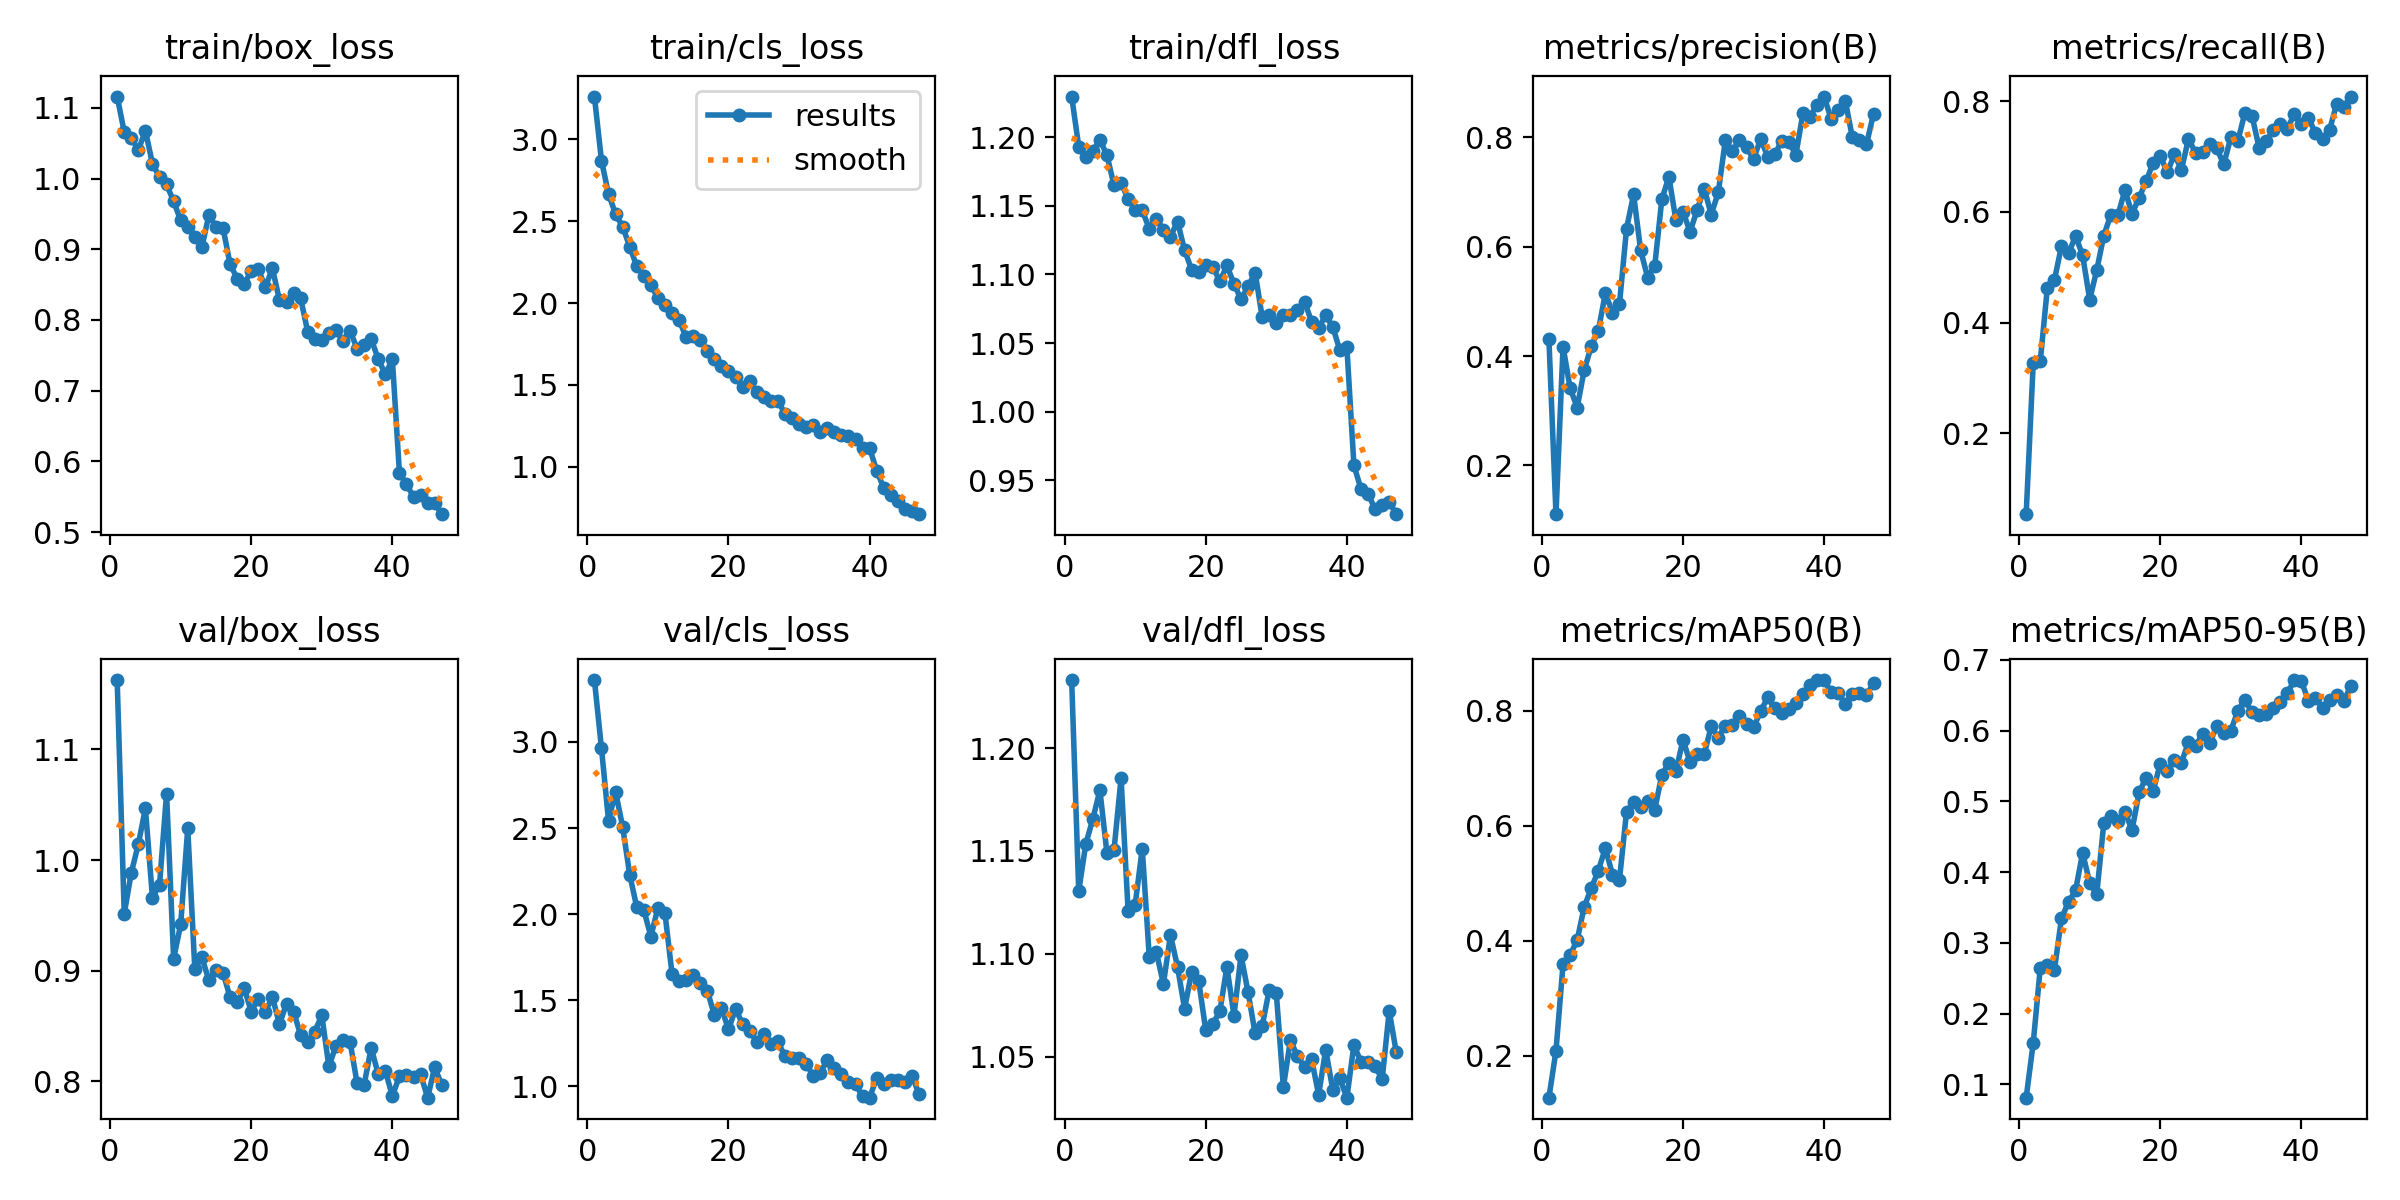 train/box_loss
1.1
1.0
0.9
0.8
0.7
0.6
0.5
0 20 40
train/cls_loss
results
smooth
3.0
2.5
2.0
1.5
1.0
0 20 40
train/dfl_loss
1.20
1.15
1.10
1.05
1.00
0.95
0 20 40
metrics/precision(B)
0.8
0.6
0.4
0.2
0 20 40
metrics/recall(B)
0.8
0.6
0.4
0.2
0 20 40
val/box_loss
1.1
1.0
0.9
0.8
0 20 40
val/cls_loss
3.0
2.5
2.0
1.5
1.0
0 20 40
val/dfl_loss
1.20
1.15
1.10
1.05
0 20 40
metrics/mAP50(B)
0.8
0.6
0.4
0.2
0 20 40
metrics/mAP50-95(B)
0.7
0.6
0.5
0.4
0.3
0.2
0.1
0 20 40